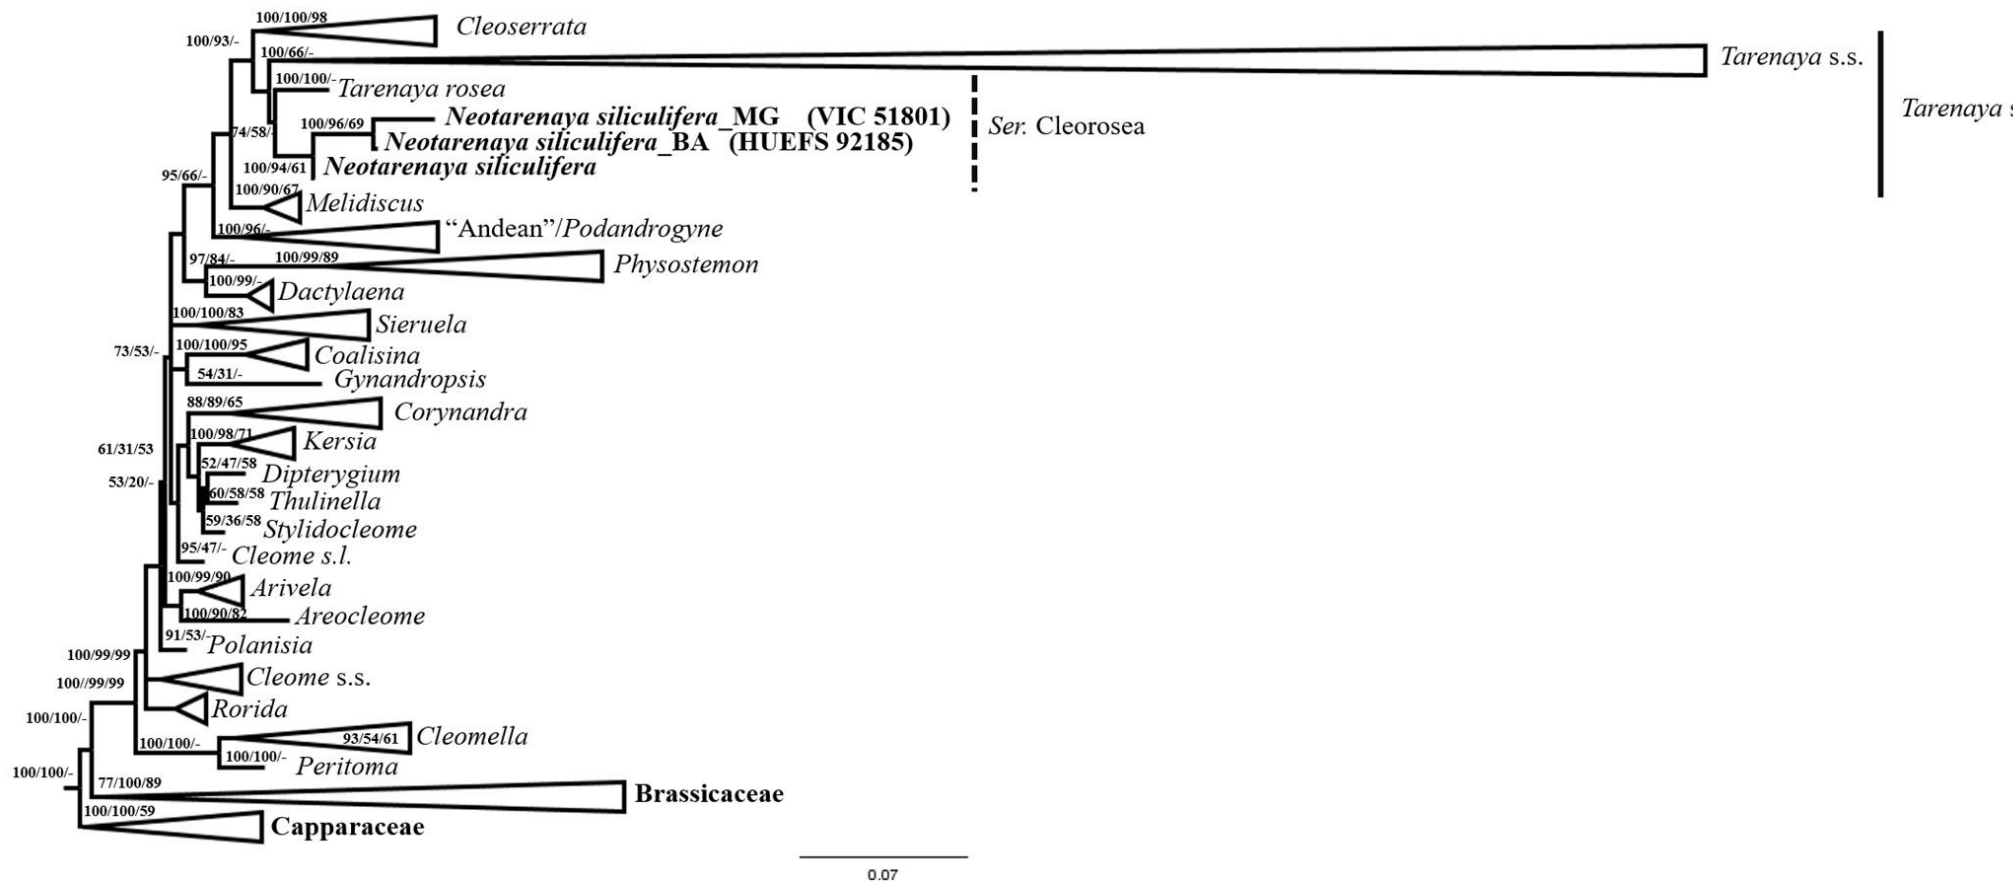 100/100/98
Cleoserrata
100/93/-
100/66/-
Tarenaya s.s.
100/100/-
Tarenaya rosea
Neotarenaya siliculifera_MG (VIC 51801)
100/96/69
Ser. Cleorosea
Tarenaya s
74/58/-
Neotarenaya siliculifera_BA (HUEFS 92185)
100/94/61
Neotarenaya siliculifera
95/66/-
100/90/67
Melidiscus
100/96/-
“Andean”/Podandrogyne
97/84/-
100/99/89
Physostemon
100/99/-
Dactylaena
100/100/83
Sieruela
73/53/-
100/100/95
Coalisina
54/31/-
Gynandropsis
88/89/65
Corynandra
100/98/71
Kersia
61/31/53
52/47/58
Dipterygium
53/20/-
60/58/58
Thulinella
59/36/58
Stylidocleome
95/47/-
Cleome s.l.
100/99/90
Arivela
100/90/82
Areocleome
91/53/-
Polanisia
100/99/99
Cleome s.s.
100//99/99
Rorida
100/100/-
93/54/61
Cleomella
100/100/-
100/100/-
Peritoma
100/100/-
77/100/89
Brassicaceae
100/100/59
Capparaceae
0.07